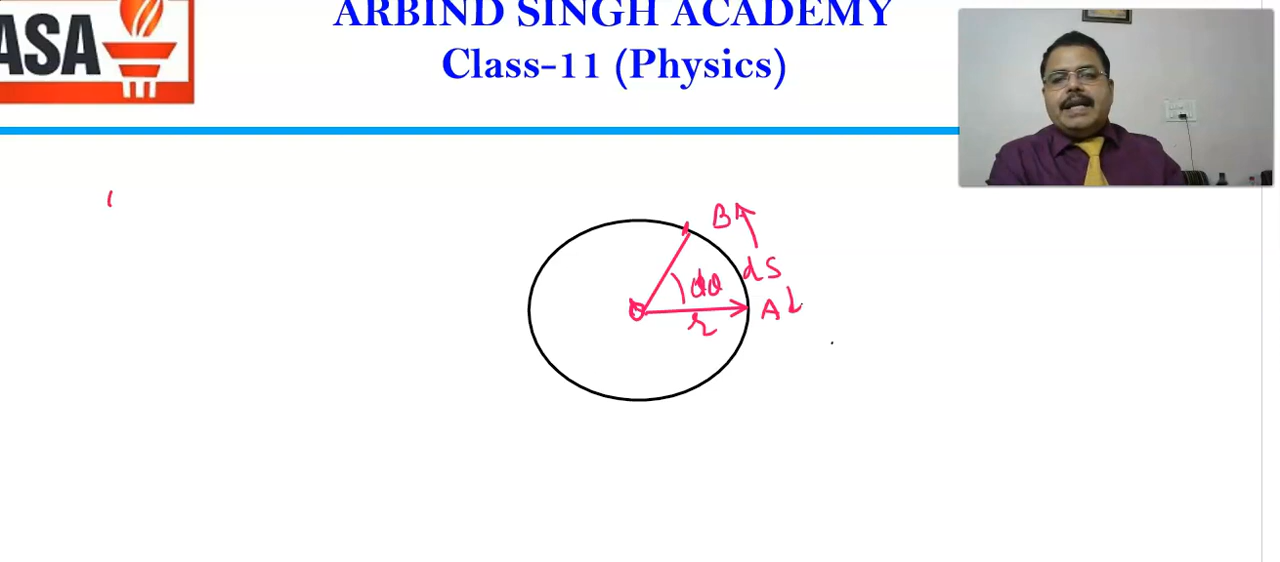 ASA
ARBIND SINGH ACADEMY
Class-11 (Physics)
B
dS
dθ
O
r
A